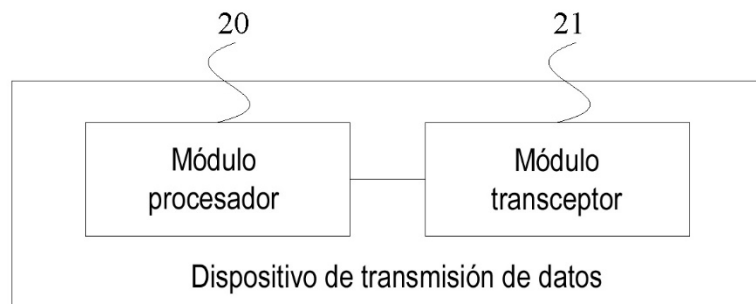 20
21
Módulo
procesador
Módulo
transceptor
Dispositivo de transmisión de datos